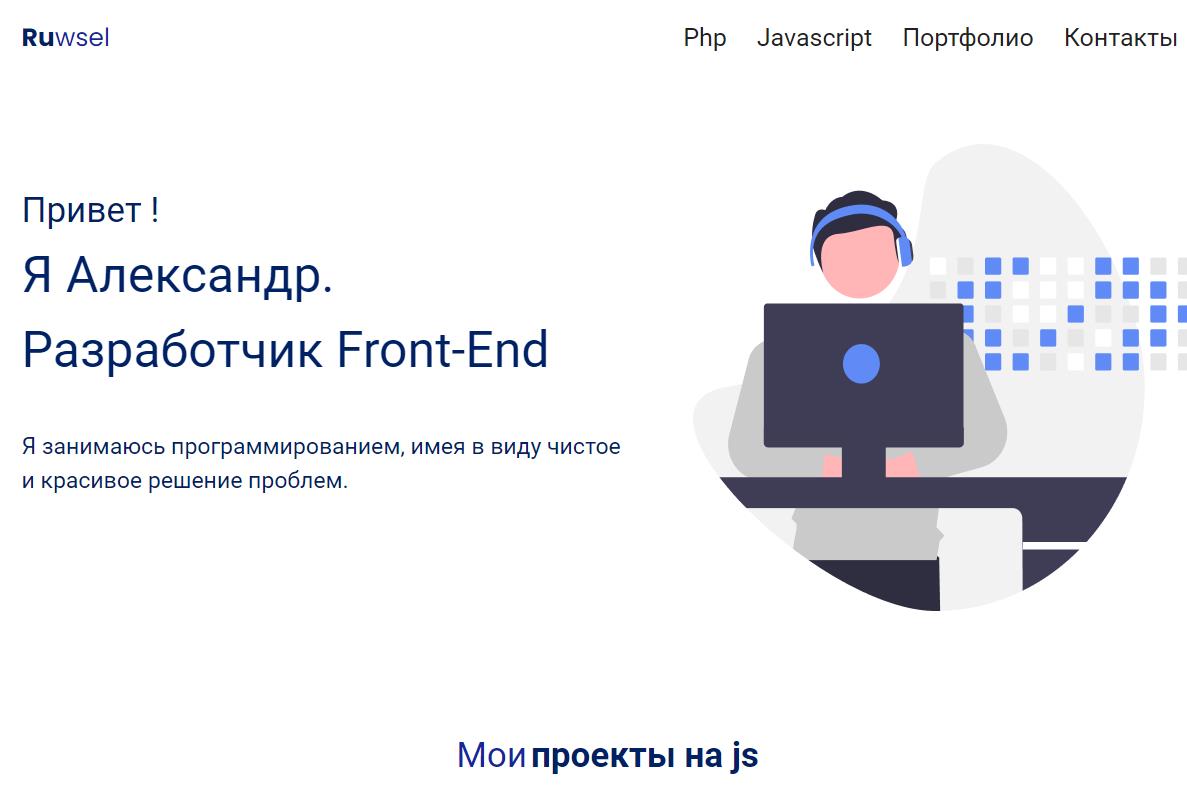 Ruwsel
Php Javascript Портфолио Контакты
Привет !
Я Александр.
Разработчик Front-End
Я занимаюсь программированием, имея в виду чистое
и красивое решение проблем.
Мои проекты на js